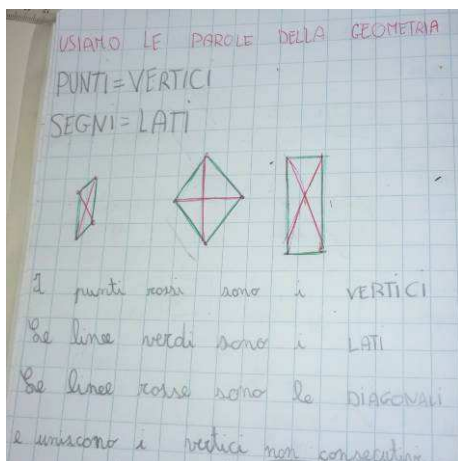 USIAMO LE PAROLE DELLA GEOMETRIA
PUNTI=VERTICI
SEGNI=LATI
I punti rossi sono i VERTICI
Le linee verdi sono i LATI
Le linee rosse sono le DIAGONALI
e uniscono i vertici non consecutivi